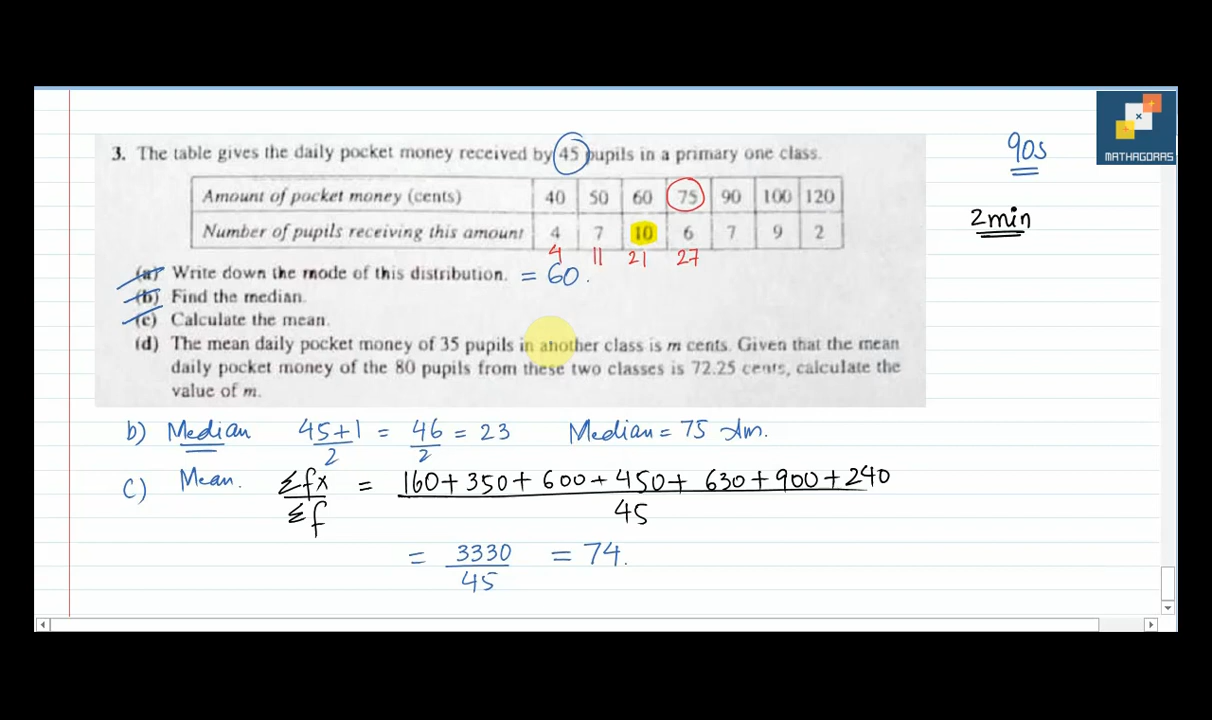 3. The table gives the daily pocket money received by 45 pupils in a primary one class.
90s
MATHAGORAS
Amount of pocket money (cents) 40 50 60 75 90 100 120
2min
Number of pupils receiving this amount 4 7 10 6 7 9 2
4 11 21 27
(a) Write down the mode of this distribution. = 60.
(b) Find the median.
(c) Calculate the mean.
(d) The mean daily pocket money of 35 pupils in another class is m cents. Given that the mean
daily pocket money of the 80 pupils from these two classes is 72.25 cents, calculate the
value of m.
b) Median 45+1/2 = 46/2 = 23 Median = 75 Am.
c) Mean. Σfx/Σf = 160+350+600+450+630+900+240/45
= 3330/45 = 74.